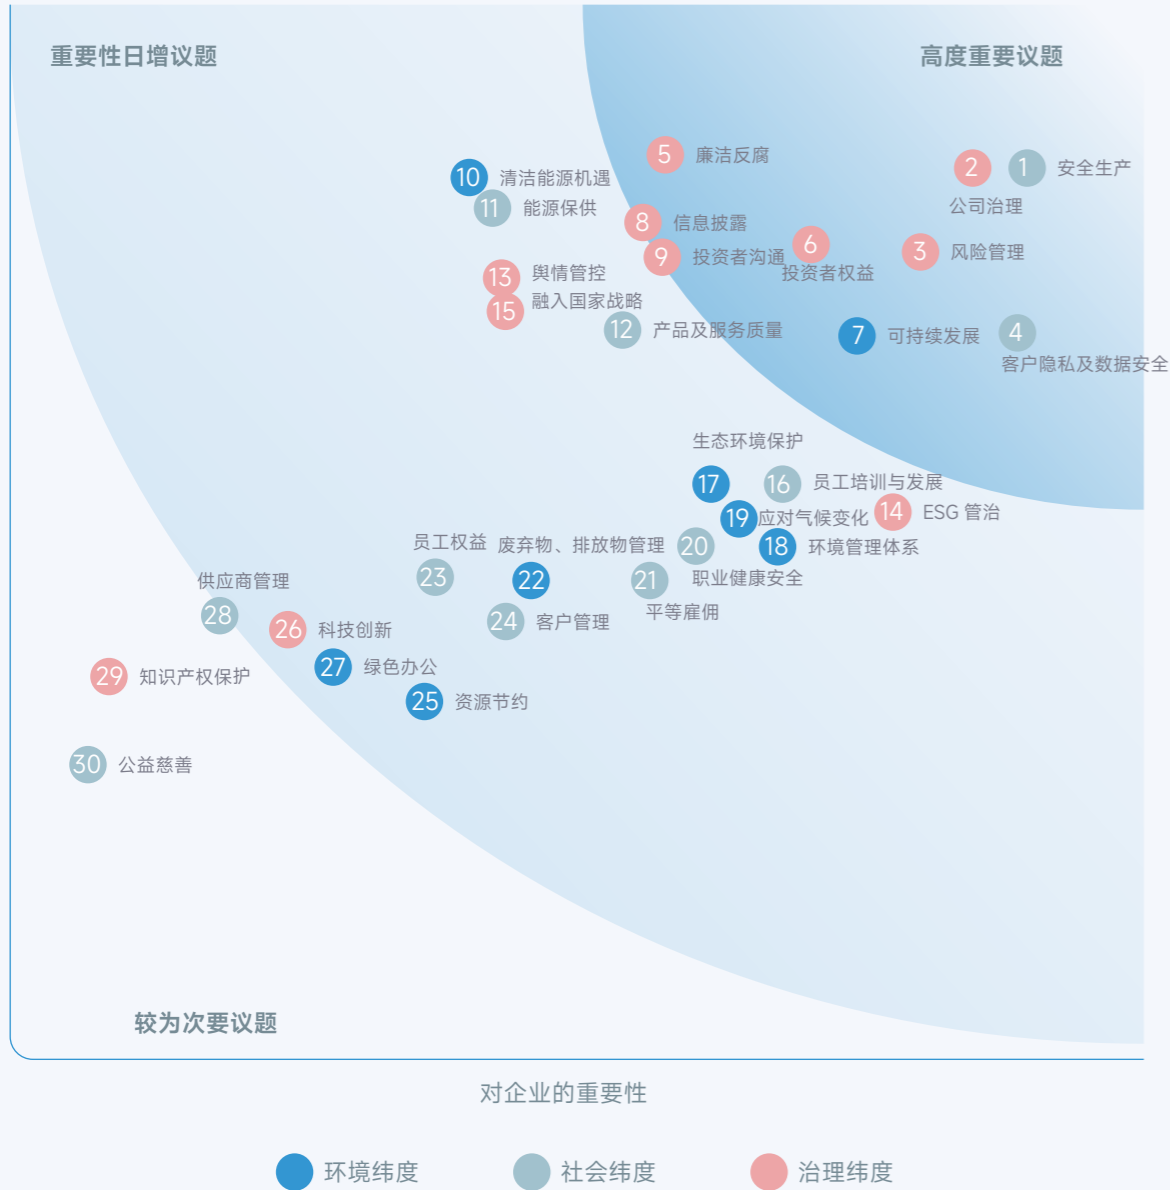 重要性日增议题
高度重要议题
5 廉洁反腐
2
1 安全生产
公司治理
10 清洁能源机遇
11 能源保供
8 信息披露
9 投资者沟通
6
投资者权益
3 风险管理
13 舆情管控
15 融入国家战略
12 产品及服务质量
7 可持续发展
4
客户隐私及数据安全
生态环境保护
17
16 员工培训与发展
19 应对气候变化
14 ESG 管治
18 环境管理体系
员工权益
23
废弃物、排放物管理
22
20
职业健康安全
21
平等雇佣
供应商管理
28
26 科技创新
24 客户管理
27 绿色办公
29 知识产权保护
25 资源节约
30 公益慈善
较为次要议题
对企业的重要性
环境纬度
社会纬度
治理纬度